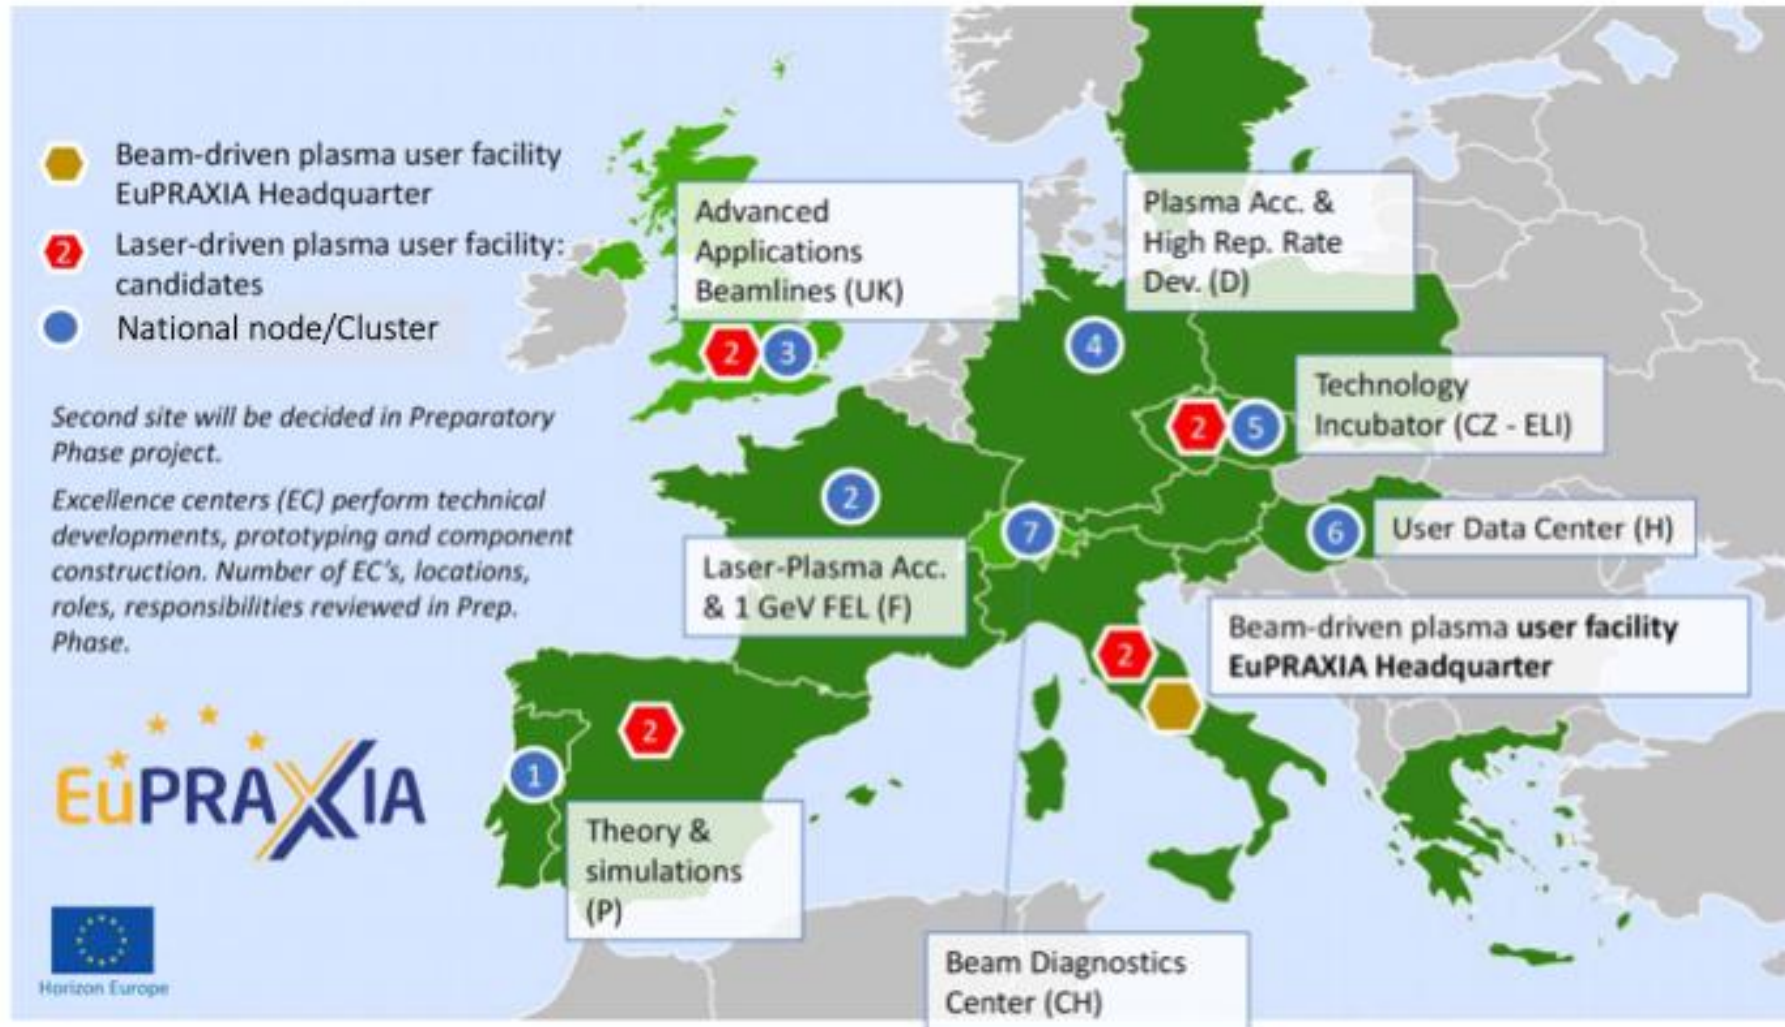 Beam-driven plasma user facility
EuPRAXIA Headquarter
2
Laser-driven plasma user facility:
candidates
National node/Cluster
Second site will be decided in Preparatory
Phase project.
Excellence centers (EC) perform technical
developments, prototyping and component
construction. Number of EC's, locations,
roles, responsibilities reviewed in Prep.
Phase.
EuPRAXIA
Horizon Europe
Advanced
Applications
Beamlines (UK)
2
3
Plasma Acc. &
High Rep. Rate
Dev. (D)
4
Technology
Incubator (CZ - ELI)
2
5
2
Laser-Plasma Acc.
& 1 GeV FEL (F)
7
6
User Data Center (H)
Beam-driven plasma user facility
EuPRAXIA Headquarter
2
2
1
Theory &
simulations
(P)
Beam Diagnostics
Center (CH)